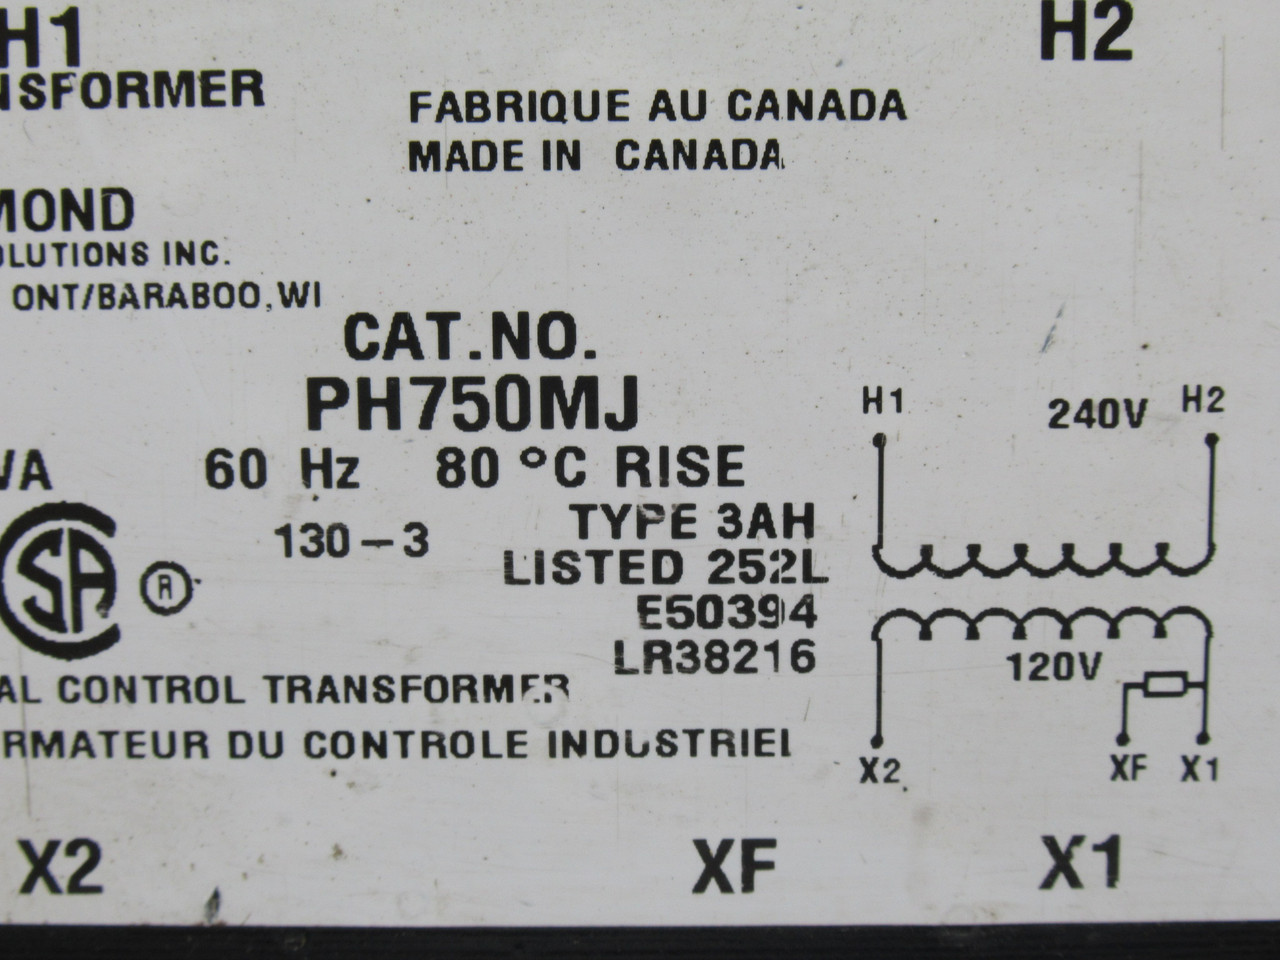 H1 H2
NSFORMER
FABRIQUE AU CANADA
MADE IN CANADA
MOND
OLUTIONS INC.
ONT/BARABOO, WI
CAT.NO.
PH750MJ
VA 60 Hz 80 °C RISE
130-3
TYPE 3AH
LISTED 252L
E50394
LR38216
SA ®
AL CONTROL TRANSFORMER
RMATEUR DU CONTROLE INDUSTRIEL
H1 240V H2
120V
X2 XF X1
X2 XF X1